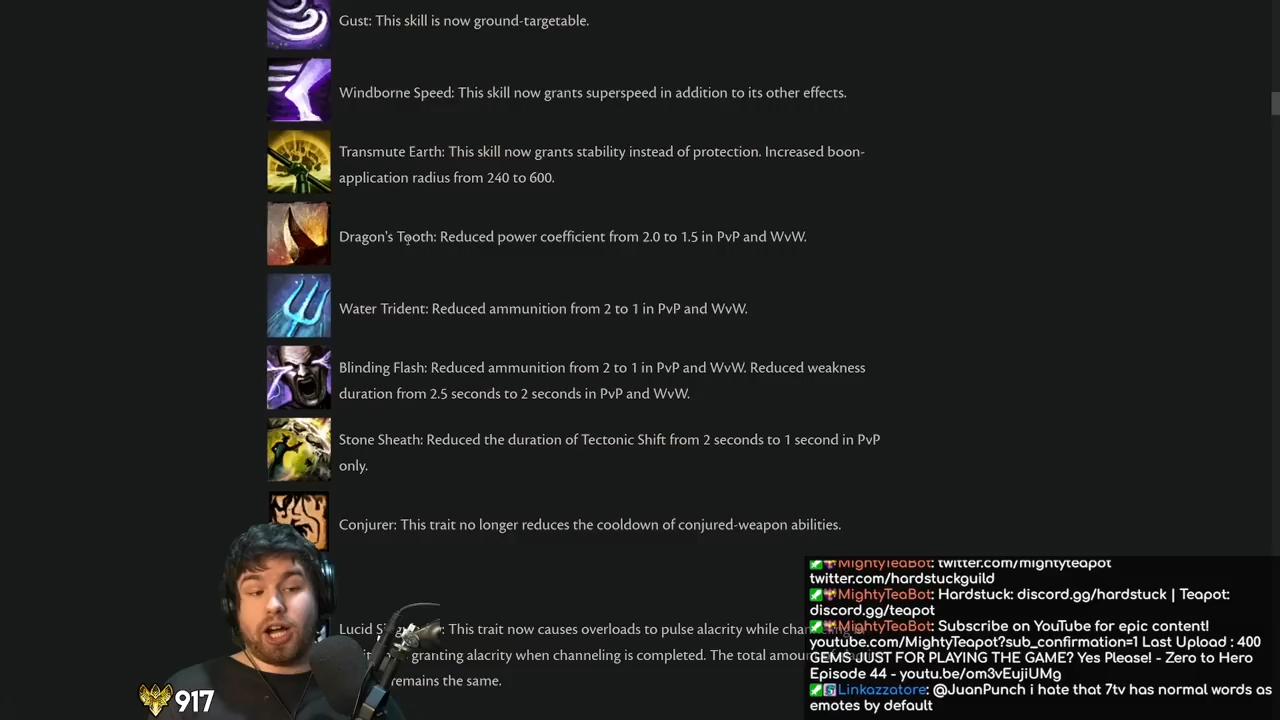 Gust: This skill is now ground-targetable.
Windborne Speed: This skill now grants superspeed in addition to its other effects.
Transmute Earth: This skill now grants stability instead of protection. Increased boon-
application radius from 240 to 600.
Dragon's Tooth: Reduced power coefficient from 2.0 to 1.5 in PvP and WvW.
Water Trident: Reduced ammunition from 2 to 1 in PvP and WvW.
Blinding Flash: Reduced ammunition from 2 to 1 in PvP and WvW. Reduced weakness
duration from 2.5 seconds to 2 seconds in PvP and WvW.
Stone Sheath: Reduced the duration of Tectonic Shift from 2 seconds to 1 second in PvP
only.
Conjurer: This trait no longer reduces the cooldown of conjured-weapon abilities.
Lucid : This trait now causes overloads to pulse alacrity while
granting alacrity when channeling is completed. The total
remains the same.
MightyTeaBot: twitter.com/mightyteapot
twitter.com/hardstuckguild
MightyTeaBot: Hardstuck: discord.gg/hardstuck | Teapot:
discord.gg/teapot
MightyTeaBot: Subscribe on YouTube for epic content!
youtube.com/MightyTeapot?sub_confirmation=1 Last Upload : 400
GEMS JUST FOR PLAYING THE GAME? Yes Please! - Zero to Hero
Episode 44 - youtu.be/om3vEujiUMg
Linkazzatore: @JuanPunch i hate that 7tv has normal words as
emotes by default
917